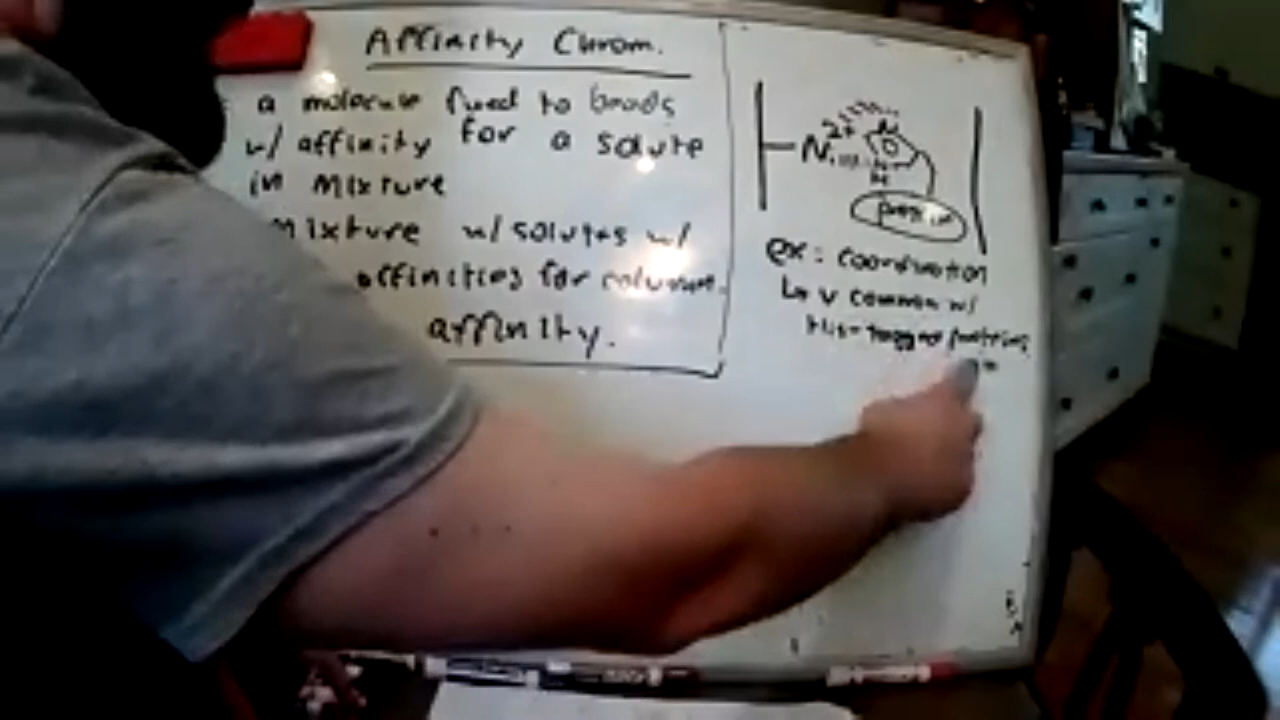 Affinity Chrom.
a molecule fused to beads
w/ affinity for a solute
in mixture
mixture w/ solutes w/
affinities for column.
affinity.
Ni2+
N
N
H
protein
ex: coordination
↳ v common w/
His-tagged proteins